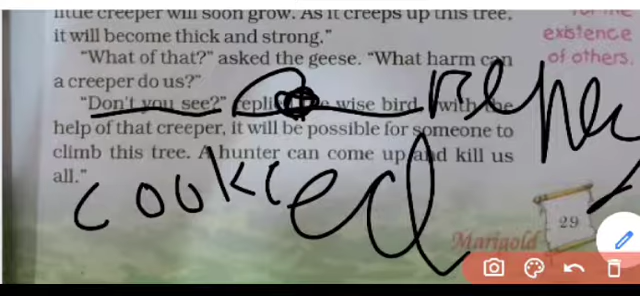 little creeper will soon grow. As it creeps up this tree,
it will become thick and strong."
"What of that?" asked the geese. "What harm can
a creeper do us?"
"Don't you see?" replied the wise bird, "with the
help of that creeper, it will be possible for someone to
climb this tree. A hunter can come up and kill us
all."
existence
of others.
cookied
Marigold
29